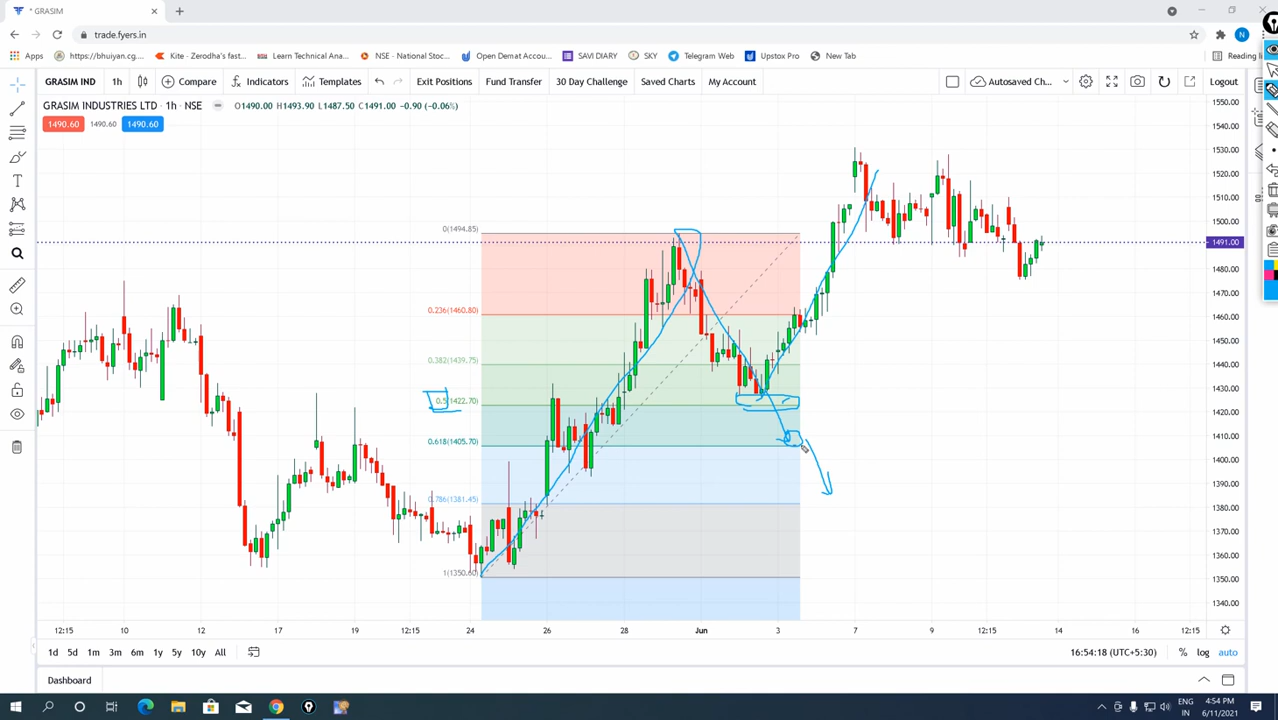 * GRASIM
trade.fyers.in
N
Apps
https://bhuiyan.cg....
Kite - Zerodha's fast...
Learn Technical Ana...
NSE - National Stoc...
Open Demat Accou...
SAVI DIARY
SKY
Telegram Web
Upstox Pro
New Tab
Reading li
GRASIM IND
1h
Compare
Indicators
Templates
Exit Positions
Fund Transfer
30 Day Challenge
Saved Charts
My Account
Autosaved Ch...
Logout
GRASIM INDUSTRIES LTD · 1h · NSE
O1490.00 H1493.90 L1487.50 C1491.00 -0.90 (-0.06%)
1490.60
1490.60
1490.60
1550.00
1540.00
1530.00
1520.00
1510.00
1500.00
1491.00
1480.00
1470.00
1460.00
1450.00
1440.00
1430.00
1420.00
1410.00
1400.00
1390.00
1380.00
1370.00
1360.00
1350.00
1340.00
0(1494.85)
0.236(1460.80)
0.382(1439.75)
0.5(1422.70)
0.618(1405.70)
0.786(1381.45)
1(1350.60)
12:15
10
12
17
19
12:15
24
26
28
Jun
3
7
9
12:15
14
16
12:15
1d
5d
1m
3m
6m
1y
5y
10y
All
16:54:18 (UTC+5:30)
%
log
auto
Dashboard
ENG
IN
4:54 PM
6/11/2021